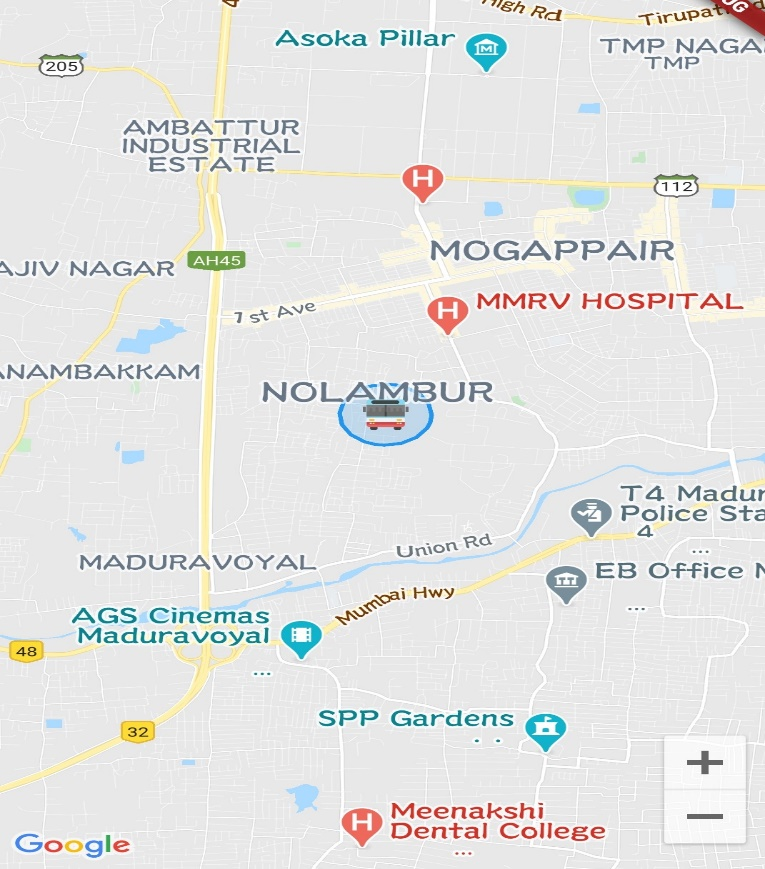 High Rd
Asoka Pillar
TMP NAGA
TMP
205
AMBATTUR
INDUSTRIAL
ESTATE
H
112
MOGAPPAIR
AJIV NAGAR
AH45
1st Ave
H
MMRV HOSPITAL
ANAMBAKKAM
NOLAMBUR
T4 Madur
Police Sta
4
...
Union Rd
MADURAVOYAL
EB Office
...
Mumbai Hwy
AGS Cinemas
Maduravoyal
...
48
SPP Gardens
32
H
Meenakshi
Dental College
...
Google